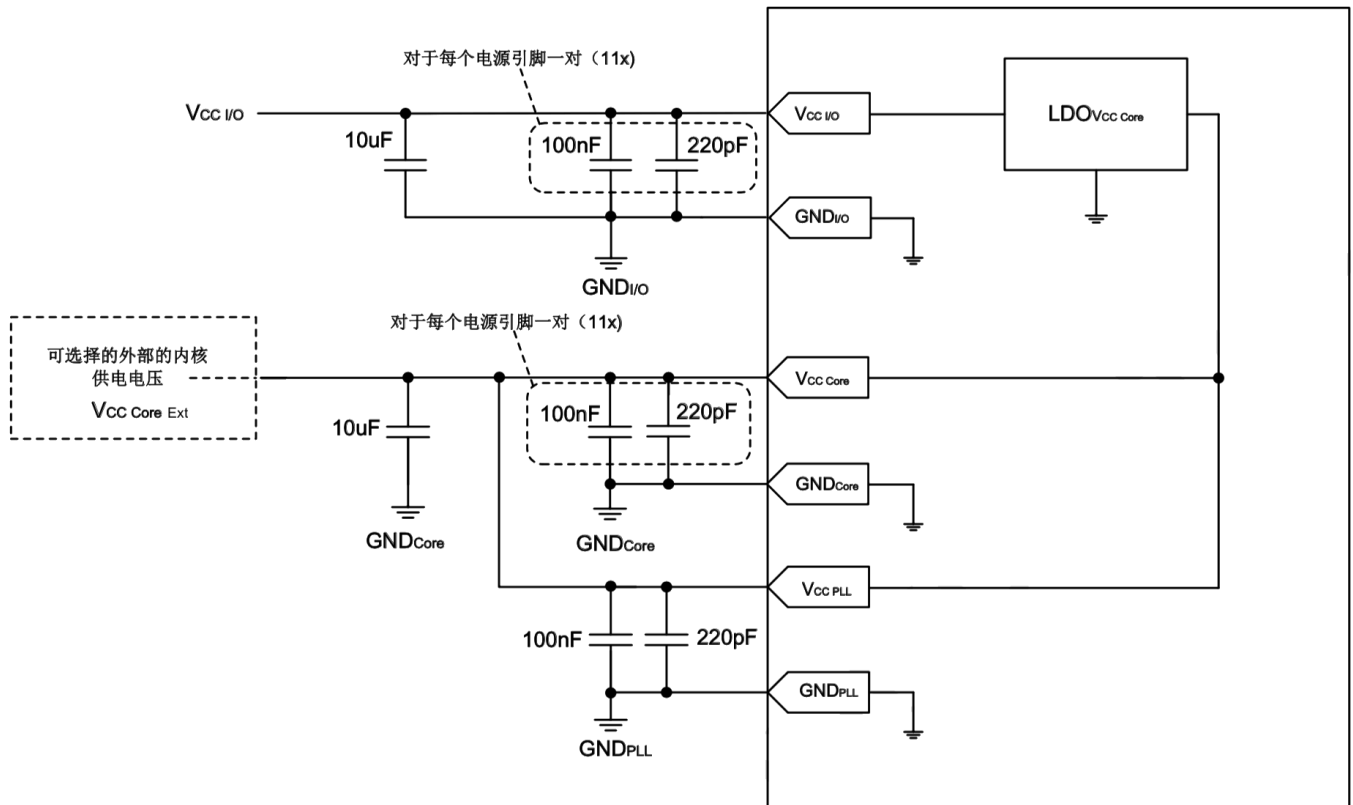 对于每个电源引脚一对（11x)
VCC I/O
10uF
100nF
220pF
VCC I/O
LDOVCC Core
GNDI/O
GNDI/O
对于每个电源引脚一对（11x)
可选择的外部的内核
供电电压
VCC Core Ext
10uF
100nF
220pF
VCC Core
GNDCore
GNDCore
GNDCore
VCC PLL
100nF
220pF
GNDPLL
GNDPLL